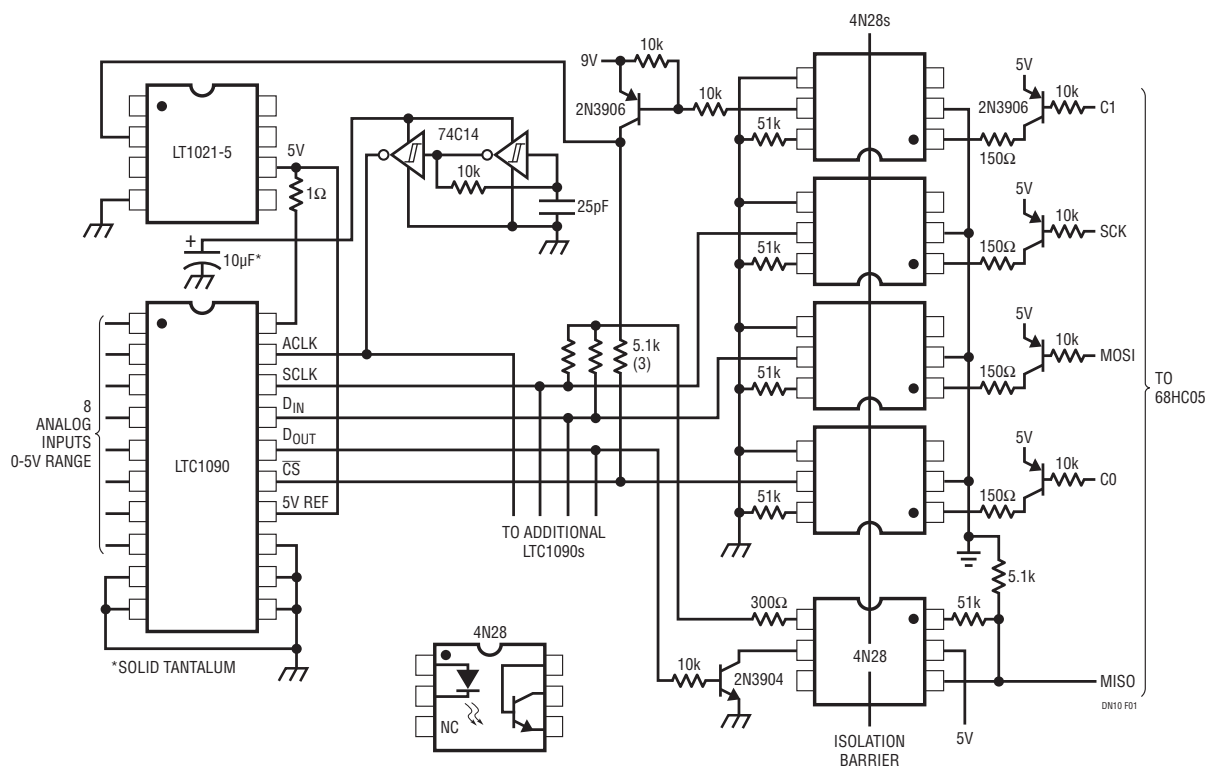 4N28s
9V
10k
2N3906
10k
74C14
10k
25pF
LT1021-5
5V
1Ω
+
10µF*
51k
5V
2N3906
10k
C1
150Ω
51k
5V
10k
SCK
150Ω
51k
5V
10k
MOSI
150Ω
51k
5V
10k
C0
150Ω
TO
68HC05
8
ANALOG
INPUTS
0-5V RANGE
LTC1090
ACLK
SCLK
DIN
DOUT
CS
5V REF
5.1k
(3)
TO ADDITIONAL
LTC1090s
5.1k
300Ω
51k
4N28
10k
2N3904
MISO
DN10 F01
5V
ISOLATION
BARRIER
*SOLID TANTALUM
4N28
NC